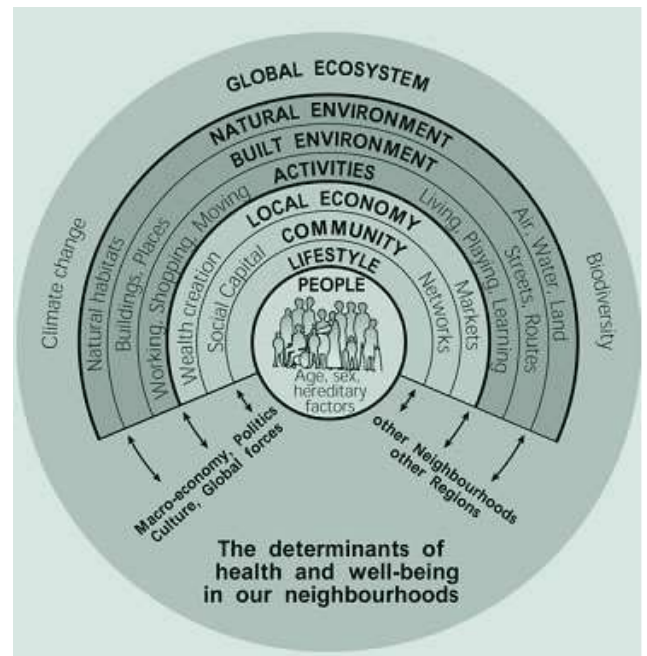 GLOBAL ECOSYSTEM
NATURAL ENVIRONMENT
BUILT ENVIRONMENT
ACTIVITIES
LOCAL ECONOMY
COMMUNITY
LIFESTYLE
PEOPLE
Age, sex,
hereditary
factors
Climate change
Natural habitats
Buildings, Places
Working, Shopping, Moving
Wealth creation
Social Capital
Networks
Markets
Living, Playing, Learning
Streets, Routes
Air, Water, Land
Biodiversity
Macro-economy, Politics
Culture, Global forces
other Neighbourhoods
other Regions
The determinants of
health and well-being
in our neighbourhoods